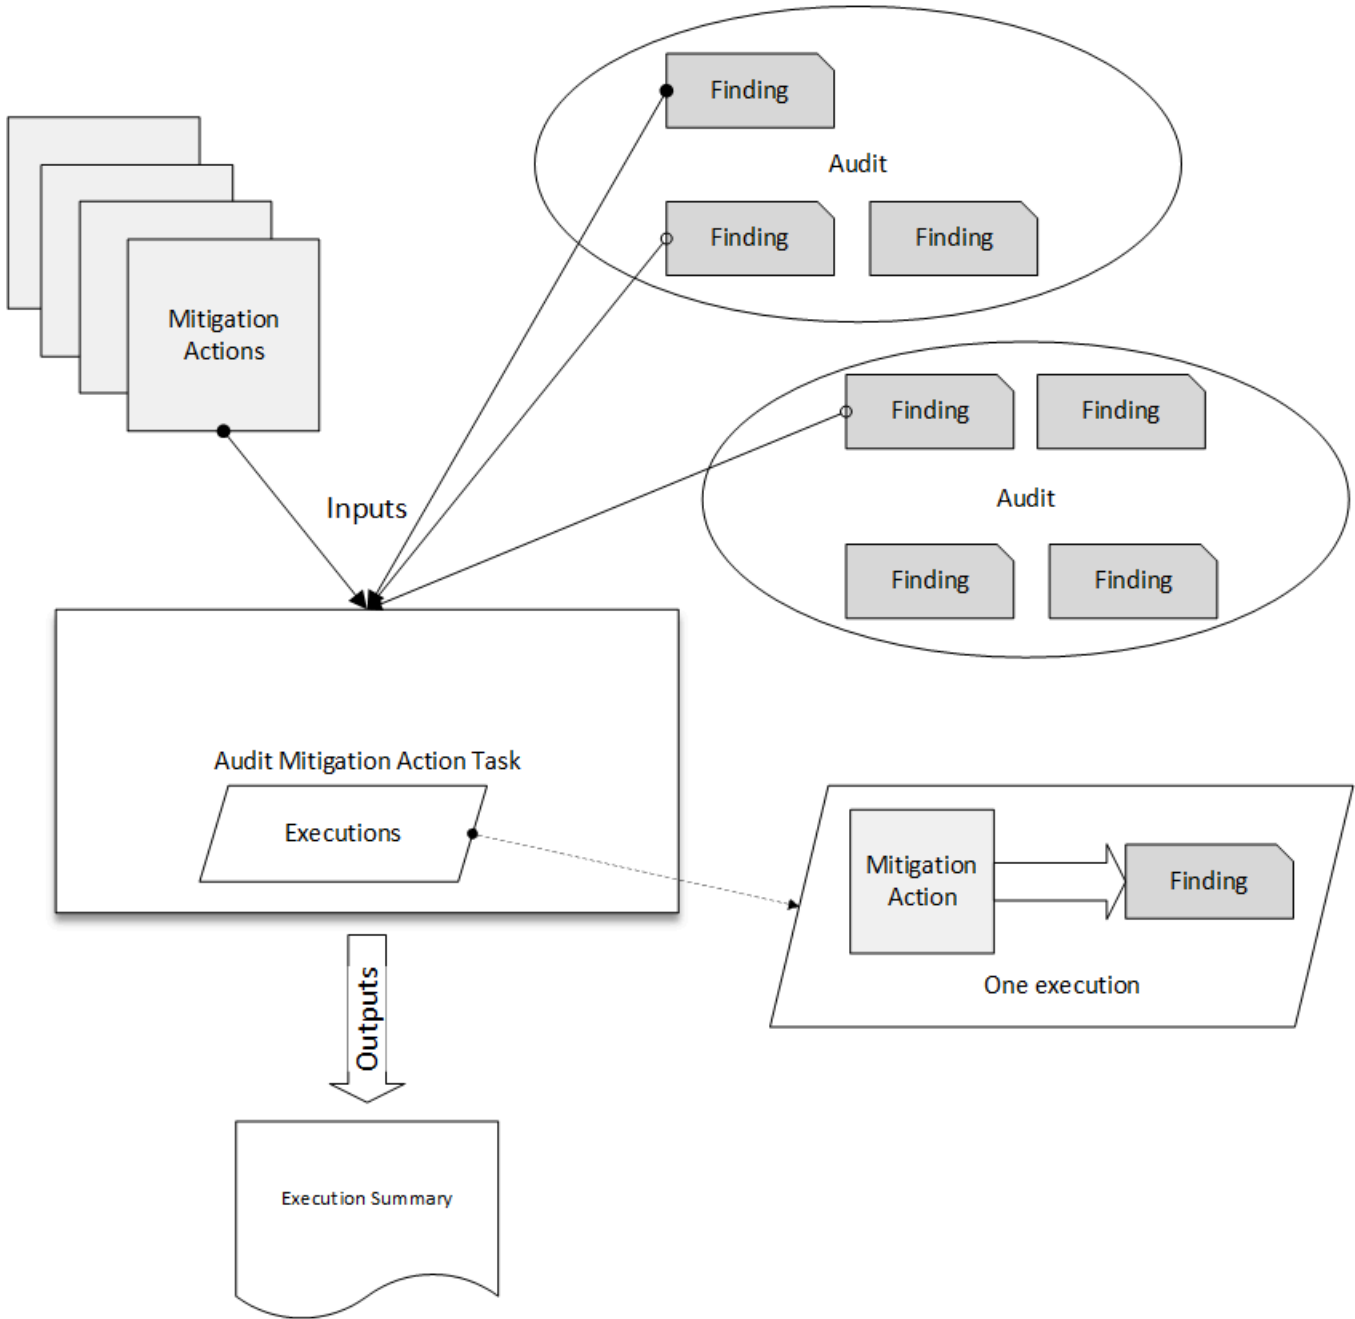 Finding
Audit
Finding
Finding
Mitigation
Actions
Finding
Finding
Audit
Inputs
Finding
Finding
Audit Mitigation Action Task
Executions
Mitigation
Action
Finding
One execution
Outputs
Execution Summary